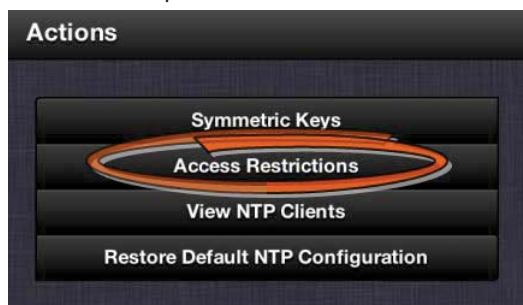 Actions
Symmetric Keys
Access Restrictions
View NTP Clients
Restore Default NTP Configuration